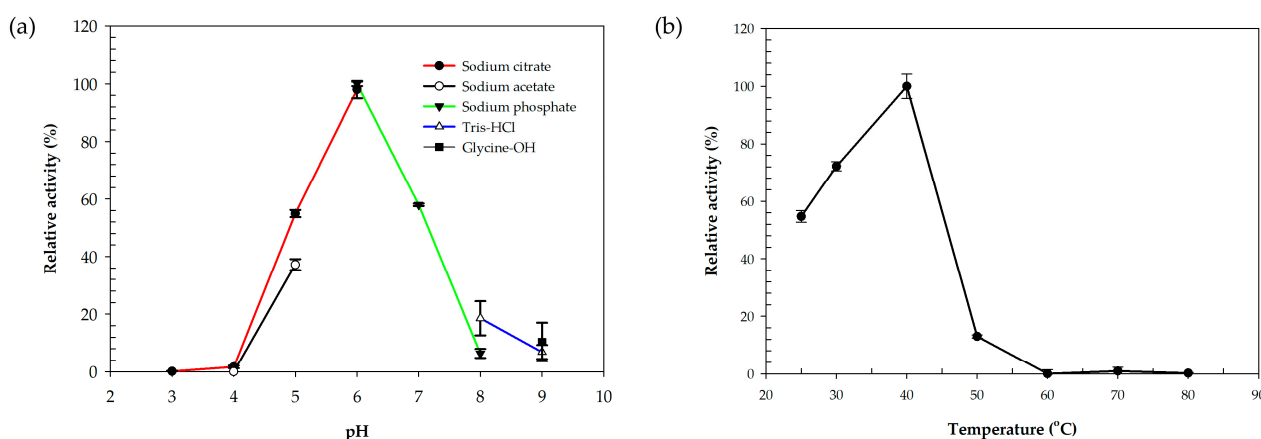 (a)
120
100
80
60
40
20
0
Relative activity (%)
Sodium citrate
Sodium acetate
Sodium phosphate
Tris-HCl
Glycine-OH
2 3 4 5 6 7 8 9 10
pH
(b)
120
100
80
60
40
20
0
Relative activity (%)
20 30 40 50 60 70 80 90
Temperature (°C)